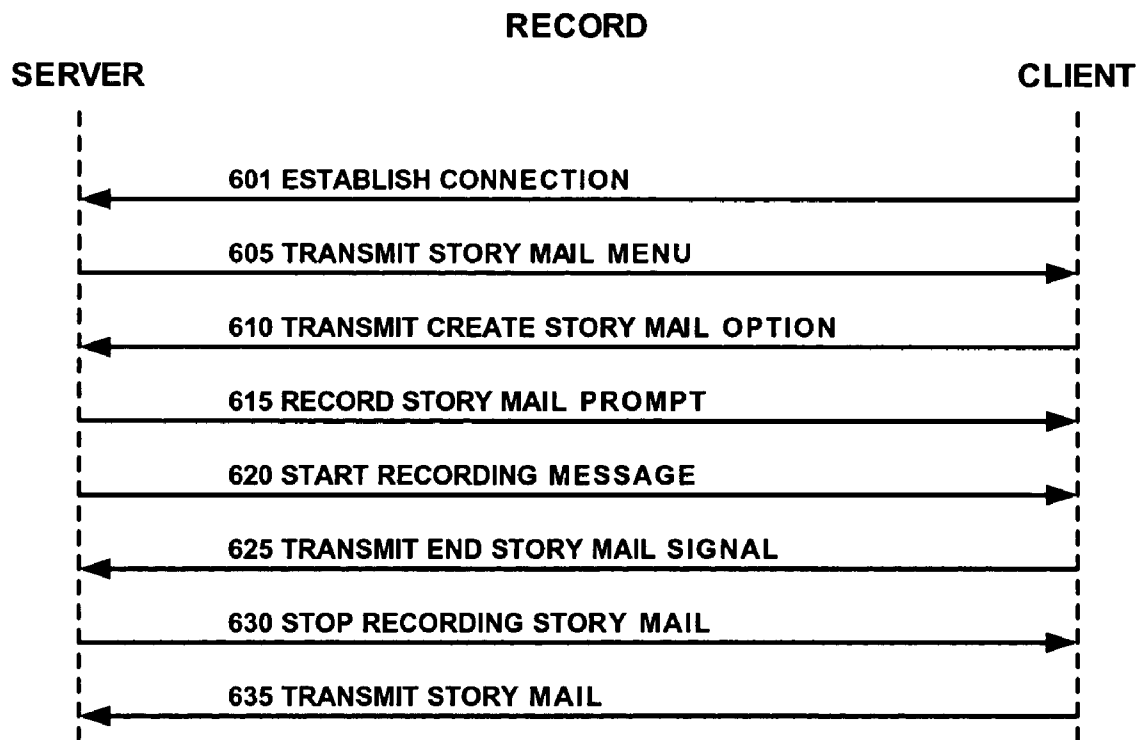 RECORD
SERVER
CLIENT
601 ESTABLISH CONNECTION
605 TRANSMIT STORY MAIL MENU
610 TRANSMIT CREATE STORY MAIL OPTION
615 RECORD STORY MAIL PROMPT
620 START RECORDING MESSAGE
625 TRANSMIT END STORY MAIL SIGNAL
630 STOP RECORDING STORY MAIL
635 TRANSMIT STORY MAIL